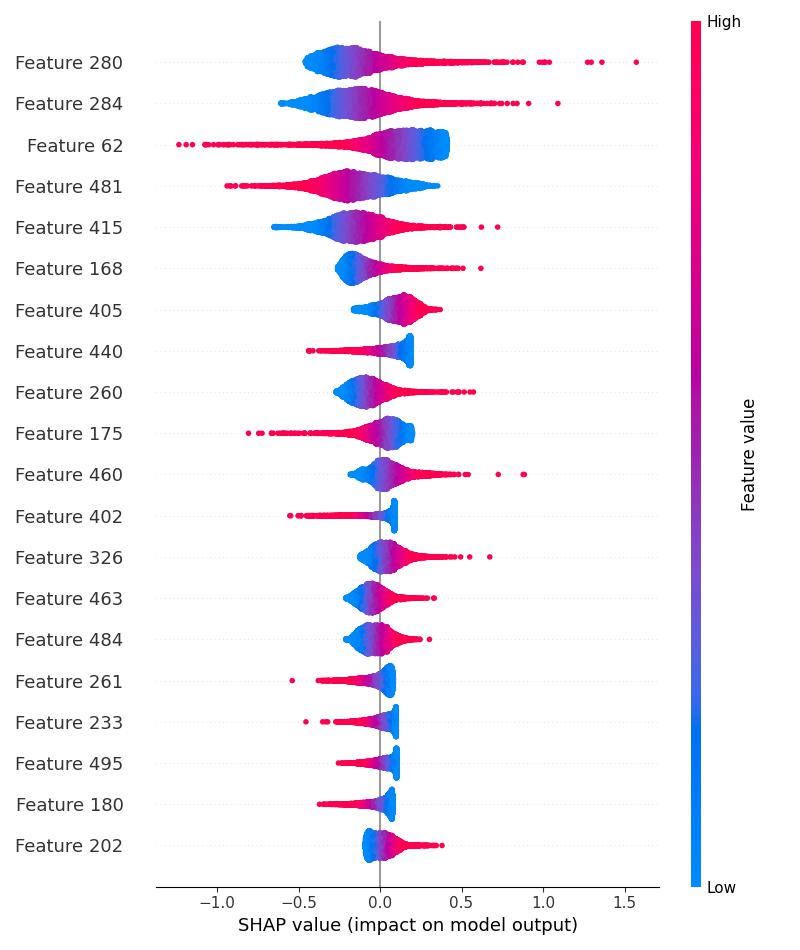 High
Feature 280
Feature 284
Feature 62
Feature 481
Feature 415
Feature 168
Feature 405
Feature 440
Feature 260
Feature 175
Feature 460
Feature 402
Feature 326
Feature 463
Feature 484
Feature 261
Feature 233
Feature 495
Feature 180
Feature 202
Feature value
Low
−1.0 −0.5 0.0 0.5 1.0 1.5
SHAP value (impact on model output)